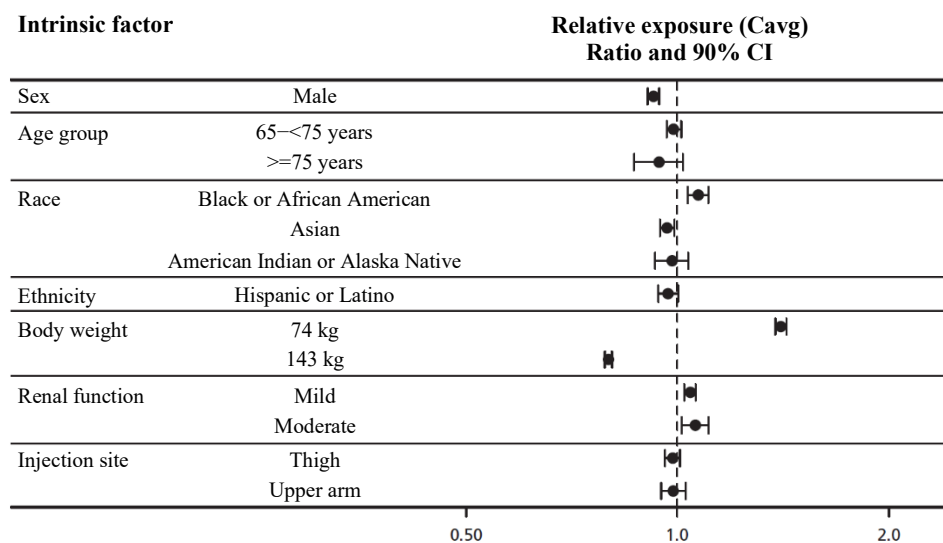 Intrinsic factor
Relative exposure (Cavg)
Ratio and 90% CI
Sex Male
Age group 65−<75 years
>=75 years
Race Black or African American
Asian
American Indian or Alaska Native
Ethnicity Hispanic or Latino
Body weight 74 kg
143 kg
Renal function Mild
Moderate
Injection site Thigh
Upper arm
0.50 1.0 2.0